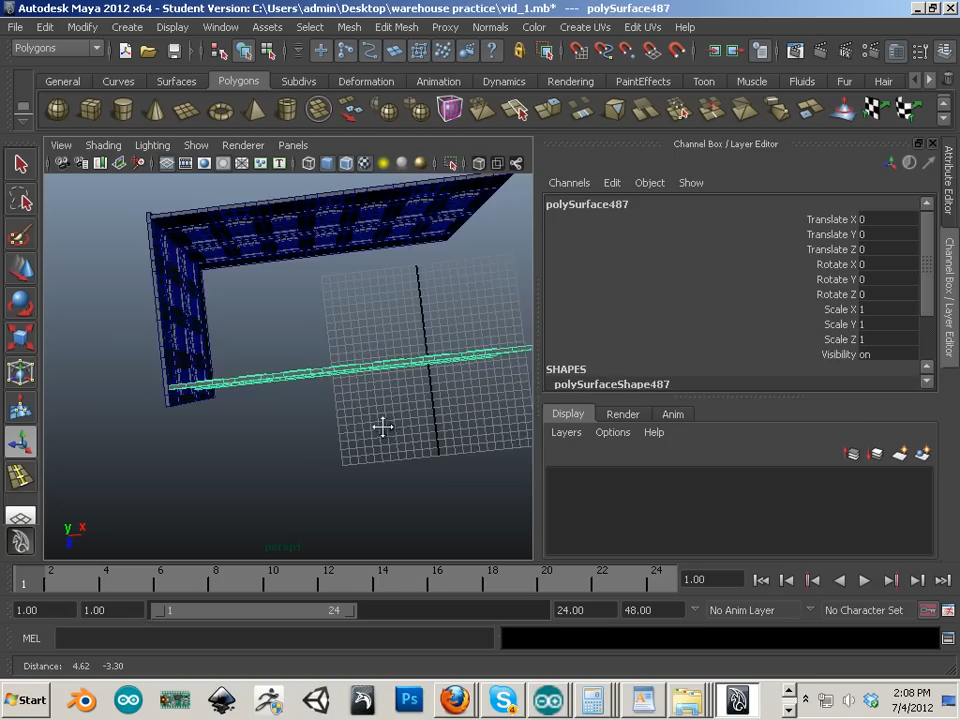 Autodesk Maya 2012 x64 - Student Version: C:\Users\admin\Desktop\warehouse practice\vid_1.mb* --- polySurface487
File Edit Modify Create Display Window Assets Select Mesh Edit Mesh Proxy Normals Color Create UVs Edit UVs Help
Polygons
General Curves Surfaces Polygons Subdivs Deformation Animation Dynamics Rendering PaintEffects Toon Muscle Fluids Fur Hair
View Shading Lighting Show Renderer Panels
Channel Box / Layer Editor
Channels Edit Object Show
polySurface487
Translate X 0
Translate Y 0
Translate Z 0
Rotate X 0
Rotate Y 0
Rotate Z 0
Scale X 1
Scale Y 1
Scale Z 1
Visibility on
SHAPES
polySurfaceShape487
Display Render Anim
Layers Options Help
Attribute Editor
Channel Box / Layer Editor
y x
persp1
1 2 4 6 8 10 12 14 16 18 20 22 24 1.00
1.00 1.00 1 24 24.00 48.00 No Anim Layer No Character Set
MEL
Distance: 4.62 -3.30
Start Ps 2:08 PM
7/4/2012